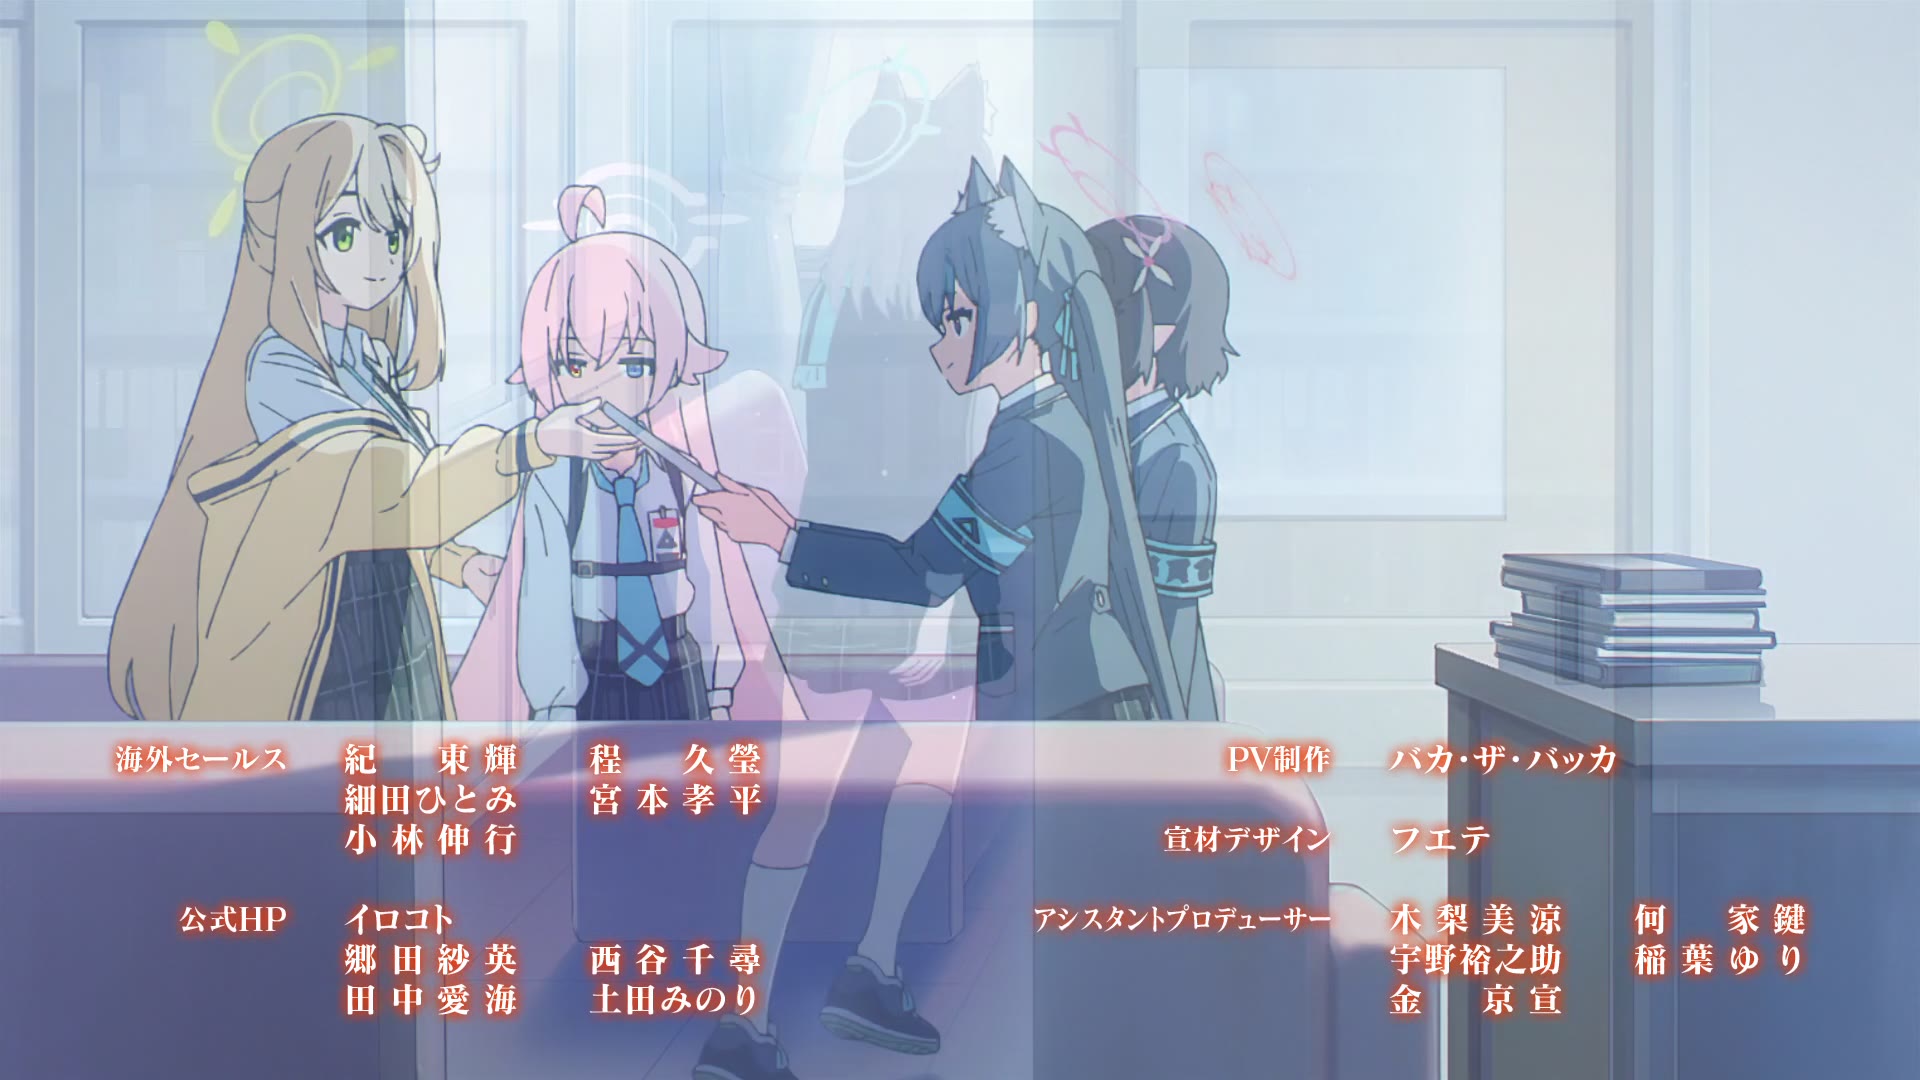 海外セールス 紀東輝 程久瑩
細田ひとみ 宮本孝平
小林伸行
公式HP イロコト
郷田紗英 西谷千尋
田中愛海 土田みのり
PV制作 バカ・ザ・バッカ
宣材デザイン フエテ
アシスタントプロデューサー 木梨美涼 何家鍵
宇野裕之助 稲葉ゆり
金京宣